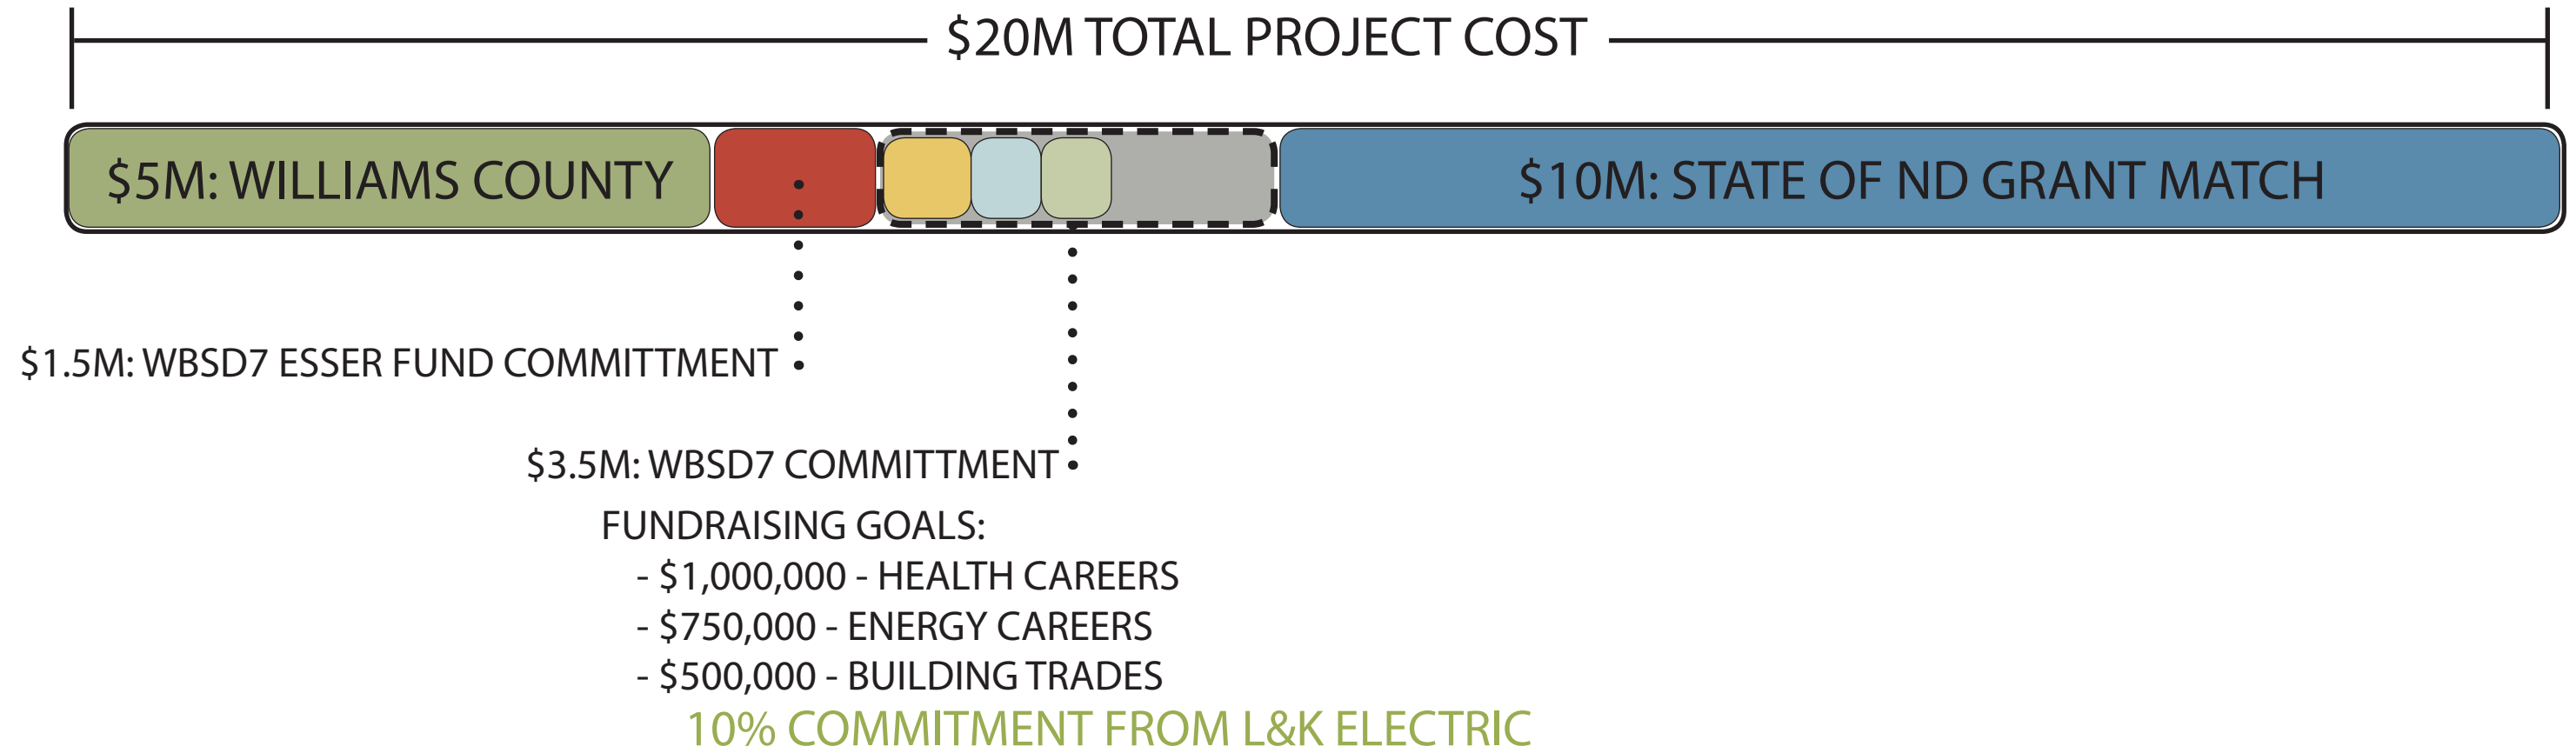 $20M TOTAL PROJECT COST
$5M: WILLIAMS COUNTY
$10M: STATE OF ND GRANT MATCH
$1.5M: WBSD7 ESSER FUND COMMITTMENT
$3.5M: WBSD7 COMMITTMENT
FUNDRAISING GOALS:
- $1,000,000 - HEALTH CAREERS
- $750,000 - ENERGY CAREERS
- $500,000 - BUILDING TRADES
10% COMMITMENT FROM L&K ELECTRIC